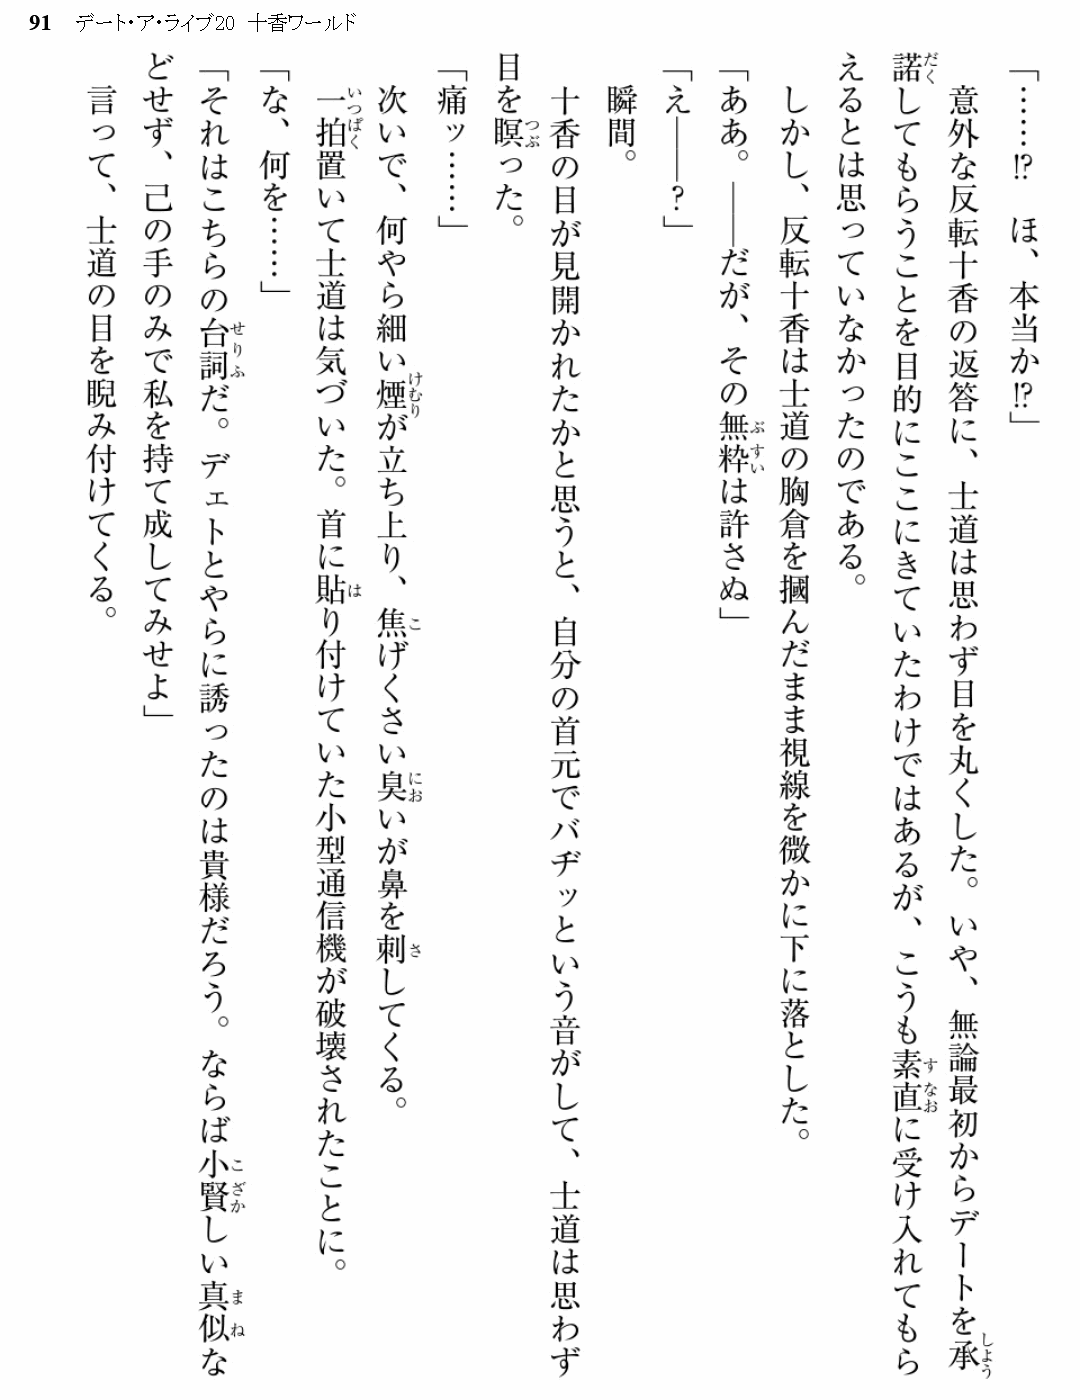 91 デート・ア・ライブ20 十香ワールド
「……!? ほ、本当か!?」
意外な反転十香の返答に、士道は思わず目を丸くした。いや、無論最初からデートを承
諾してもらうことを目的にここにきていたわけではあるが、こうも素直に受け入れてもら
えるとは思っていなかったのである。
しかし、反転十香は士道の胸倉を摑んだまま視線を微かに下に落とした。
「ああ。――だが、その無粋は許さぬ」
「え――?」
瞬間。
十香の目が見開かれたかと思うと、自分の首元でバヂッという音がして、士道は思わず
目を瞑った。
「痛ッ……」
次いで、何やら細い煙が立ち上り、焦げくさい臭いが鼻を刺してくる。
一拍置いて士道は気づいた。首に貼り付けていた小型通信機が破壊されたことに。
「な、何を……」
「それはこちらの台詞だ。デェトとやらに誘ったのは貴様だろう。ならば小賢しい真似な
どせず、己の手のみで私を持て成してみせよ」
言って、士道の目を睨み付けてくる。